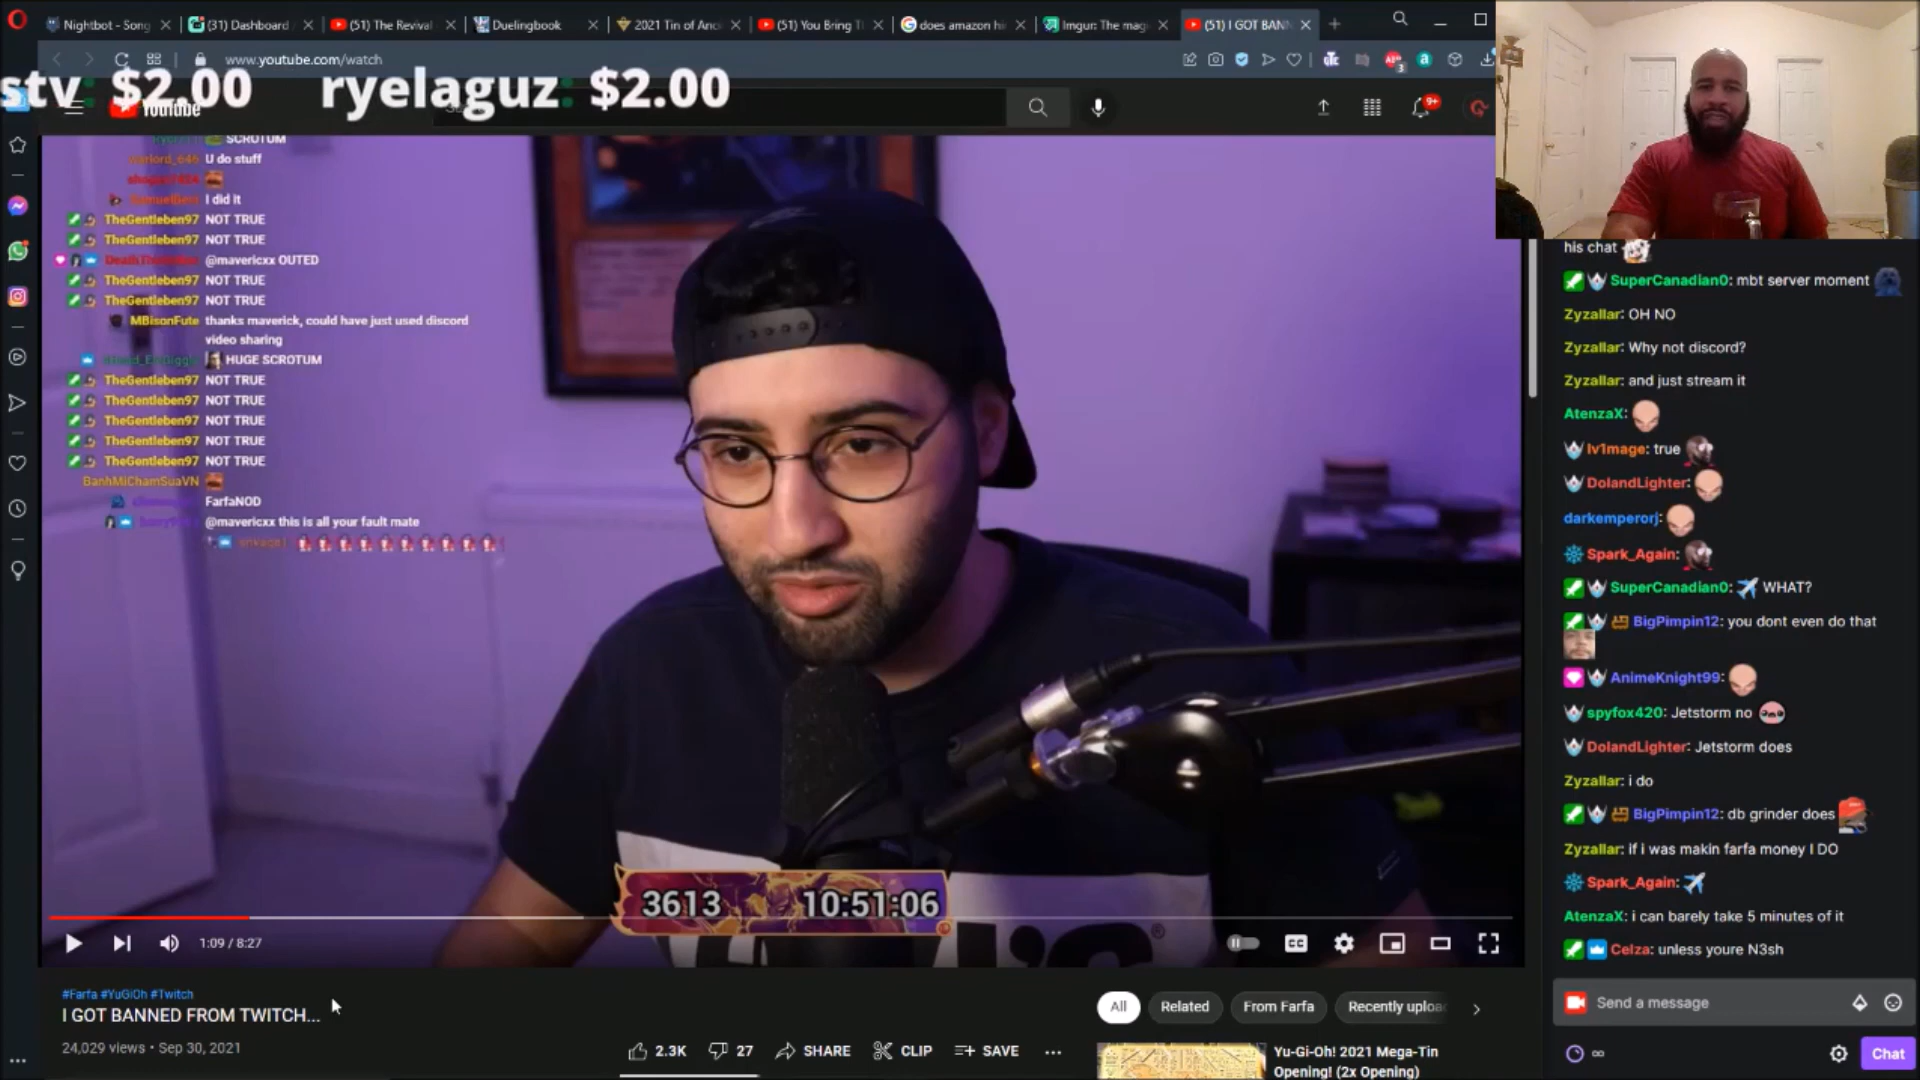 Nightbot - Song
(31) Dashboard
(51) The Revival
Duelingbook
2021 Tin of Anci
(51) You Bring T
does amazon hi
Imgur: The mag
(51) I GOT BANN
www.youtube.com/watch
stv: $2.00 ryelaguz: $2.00
YouTube
9+
SCROTUM
warlord_646 U do stuff
I did it
TheGentleben97 NOT TRUE
TheGentleben97 NOT TRUE
@mavericxx OUTED
TheGentleben97 NOT TRUE
TheGentleben97 NOT TRUE
MBisonFute thanks maverick, could have just used discord
video sharing
HUGE SCROTUM
TheGentleben97 NOT TRUE
TheGentleben97 NOT TRUE
TheGentleben97 NOT TRUE
TheGentleben97 NOT TRUE
TheGentleben97 NOT TRUE
BanhMiChamSuaVN
FarfaNOD
@mavericxx this is all your fault mate
3613 10:51:06
1:09 / 8:27
CC
#Farfa #YuGiOh #Twitch
I GOT BANNED FROM TWITCH...
24,029 views • Sep 30, 2021
2.3K
27
SHARE
CLIP
SAVE
All
Related
From Farfa
Recently uploa
Yu-Gi-Oh! 2021 Mega-Tin
Opening! (2x Opening)
his chat
SuperCanadian0: mbt server moment
Zyzallar: OH NO
Zyzallar: Why not discord?
Zyzallar: and just stream it
AtenzaX:
lv1mage: true
DolandLighter:
darkemperorj:
Spark_Again:
SuperCanadian0: WHAT?
BigPimpin12: you dont even do that
AnimeKnight99:
spyfox420: Jetstorm no
DolandLighter: Jetstorm does
Zyzallar: i do
BigPimpin12: db grinder does
Zyzallar: if i was makin farfa money I DO
Spark_Again:
AtenzaX: i can barely take 5 minutes of it
Celza: unless youre N3sh
Send a message
Chat